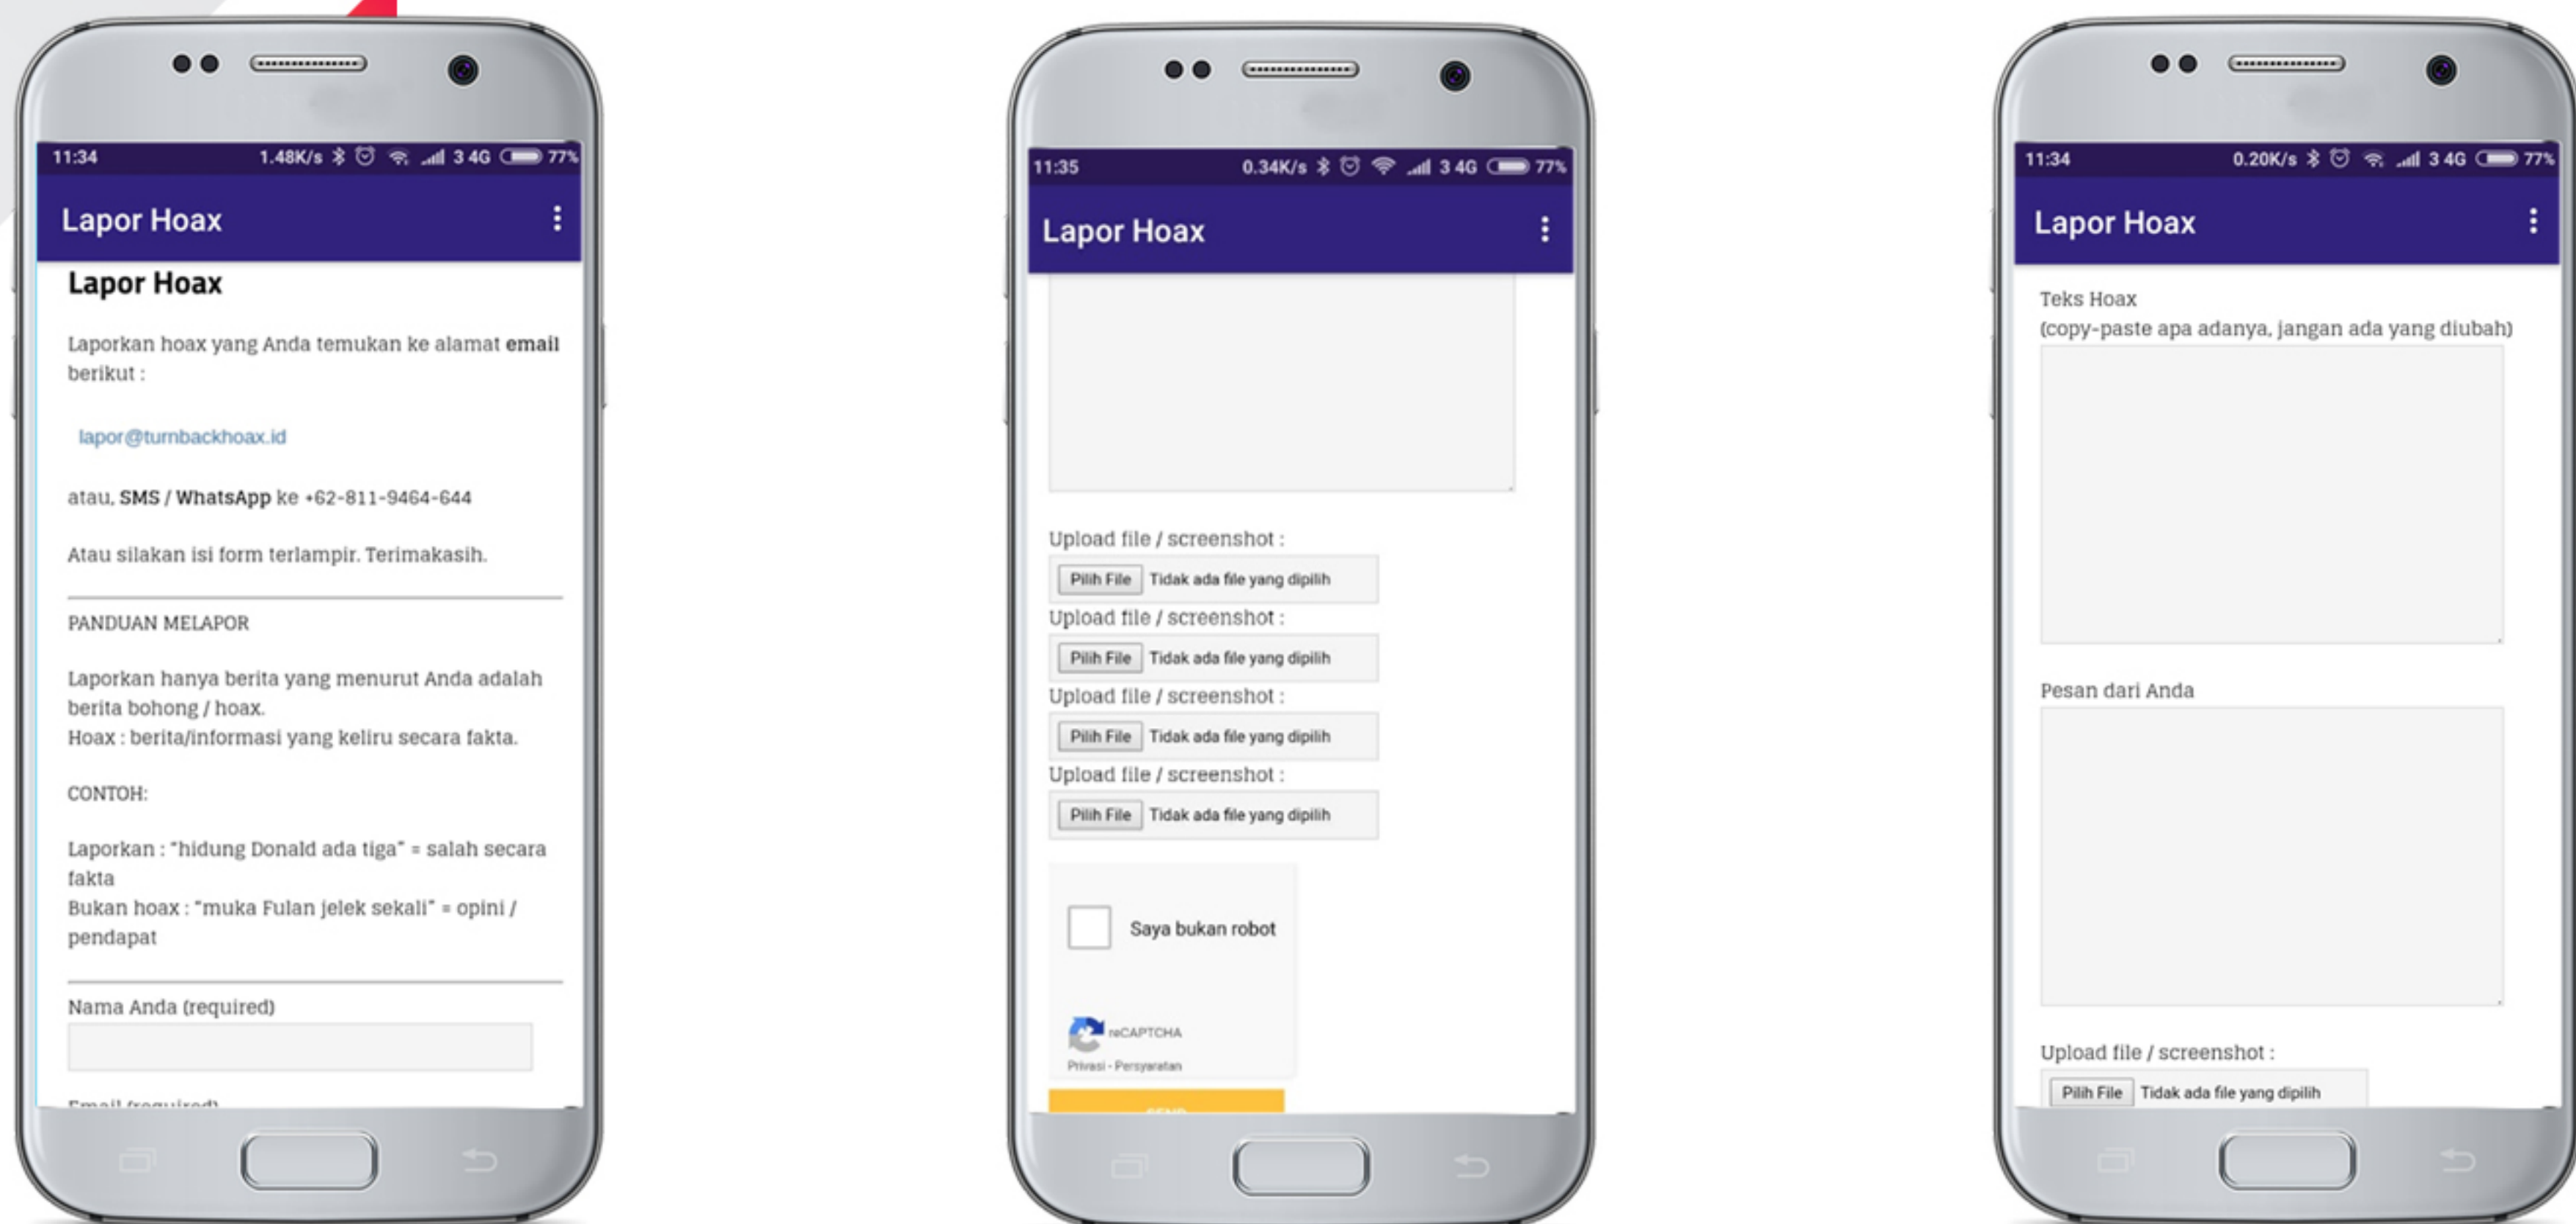 11:34 1.48K/s 3 4G 77%
Lapor Hoax
Lapor Hoax
Laporkan hoax yang Anda temukan ke alamat email
berikut :
lapor@turnbackhoax.id
atau, SMS / WhatsApp ke +62-811-9464-644
Atau silakan isi form terlampir. Terimakasih.
PANDUAN MELAPOR
Laporkan hanya berita yang menurut Anda adalah
berita bohong / hoax.
Hoax : berita/informasi yang keliru secara fakta.
CONTOH:
Laporkan : "hidung Donald ada tiga" = salah secara
fakta
Bukan hoax : "muka Fulan jelek sekali" = opini /
pendapat
Nama Anda (required)
Email (required)
11:35 0.34K/s 3 4G 77%
Lapor Hoax
Upload file / screenshot :
Pilih File Tidak ada file yang dipilih
Upload file / screenshot :
Pilih File Tidak ada file yang dipilih
Upload file / screenshot :
Pilih File Tidak ada file yang dipilih
Upload file / screenshot :
Pilih File Tidak ada file yang dipilih
Saya bukan robot
reCAPTCHA
Privasi - Persyaratan
SEND
11:34 0.20K/s 3 4G 77%
Lapor Hoax
Teks Hoax
(copy-paste apa adanya, jangan ada yang diubah)
Pesan dari Anda
Upload file / screenshot :
Pilih File Tidak ada file yang dipilih